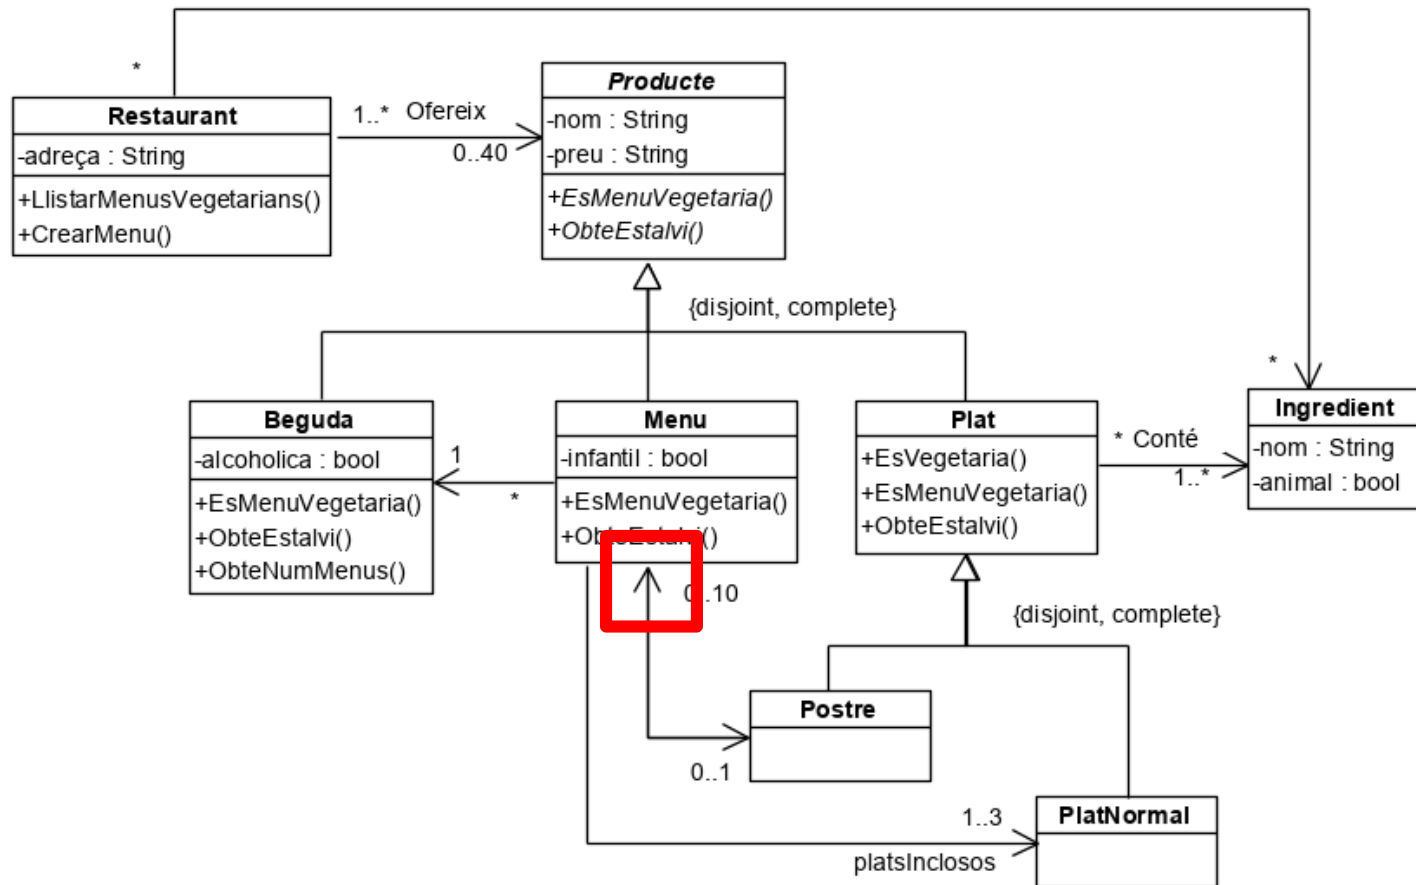 *
Restaurant
-adreça : String
+LlistarMenusVegetarians()
+CrearMenu()
1..* Ofereix
0..40
Producte
-nom : String
-preu : String
+EsMenuVegetaria()
+ObteEstalvi()
{disjoint, complete}
Beguda
-alcoholica : bool
+EsMenuVegetaria()
+ObteEstalvi()
+ObteNumMenus()
1
*
Menu
-infantil : bool
+EsMenuVegetaria()
+ObteEstalvi()
Plat
+EsVegetaria()
+EsMenuVegetaria()
+ObteEstalvi()
* Conté
1..*
*
Ingredient
-nom : String
-animal : bool
0..10
{disjoint, complete}
Postre
0..1
1..3
platsInclosos
PlatNormal